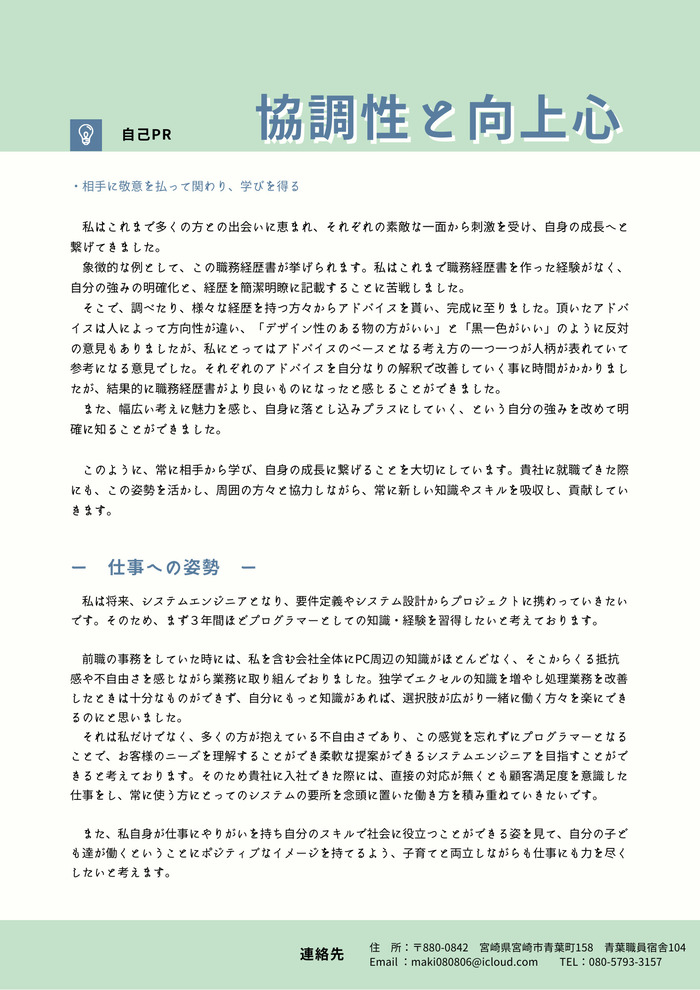 協調性と向上心
自己PR
・相手に敬意を払って関わり、学びを得る
私はこれまで多くの方との出会いに恵まれ、それぞれの素敵な一面から刺激を受け、自身の成長へと
繋げてきました。
象徴的な例として、この職務経歴書が挙げられます。私はこれまで職務経歴書を作った経験がなく、
自分の強みの明確化と、経歴を簡潔明瞭に記載することに苦戦しました。
そこで、調べたり、様々な経歴を持つ方々からアドバイスを貰い、完成に至りました。頂いたアドバ
イスは人によって方向性が違い、「デザイン性のある物の方がいい」と「黒一色がいい」のように反対
の意見もありましたが、私にとってはアドバイスのベースとなる考え方の一つ一つが人柄が表れていて
参考になる意見でした。それぞれのアドバイスを自分なりの解釈で改善していく事に時間がかかりまし
たが、結果的に職務経歴書がより良いものになったと感じることができました。
また、幅広い考えに魅力を感じ、自身に落とし込みプラスにしていく、という自分の強みを改めて明
確に知ることができました。
このように、常に相手から学び、自身の成長に繋げることを大切にしています。貴社に就職できた際
にも、この姿勢を活かし、周囲の方々と協力しながら、常に新しい知識やスキルを吸収し、貢献してい
きます。
ー 仕事への姿勢 ー
私は将来、システムエンジニアとなり、要件定義やシステム設計からプロジェクトに携わっていきたい
です。そのため、まず３年間ほどプログラマーとしての知識・経験を習得したいと考えております。
前職の事務をしていた時には、私を含む会社全体にPC周辺の知識がほとんどなく、そこからくる抵抗
感や不自由さを感じながら業務に取り組んでおりました。独学でエクセルの知識を増やし処理業務を改善
したときは十分なものができず、自分にもっと知識があれば、選択肢が広がり一緒に働く方々を楽にでき
るのにと思いました。
それは私だけでなく、多くの方が抱えている不自由さであり、この感覚を忘れずにプログラマーとなる
ことで、お客様のニーズを理解することができ柔軟な提案ができるシステムエンジニアを目指すことがで
きると考えております。そのため貴社に入社できた際には、直接の対応が無くとも顧客満足度を意識した
仕事をし、常に使う方にとってのシステムの要所を念頭に置いた働き方を積み重ねていきたいです。
また、私自身が仕事にやりがいを持ち自分のスキルで社会に役立つことができる姿を見て、自分の子ど
も達が働くということにポジティブなイメージを持てるよう、子育てと両立しながらも仕事にも力を尽く
したいと考えます。
連絡先
住 所：〒880-0842 宮崎県宮崎市青葉町158 青葉職員宿舎104
Email ：maki080806@icloud.com TEL：080-5793-3157